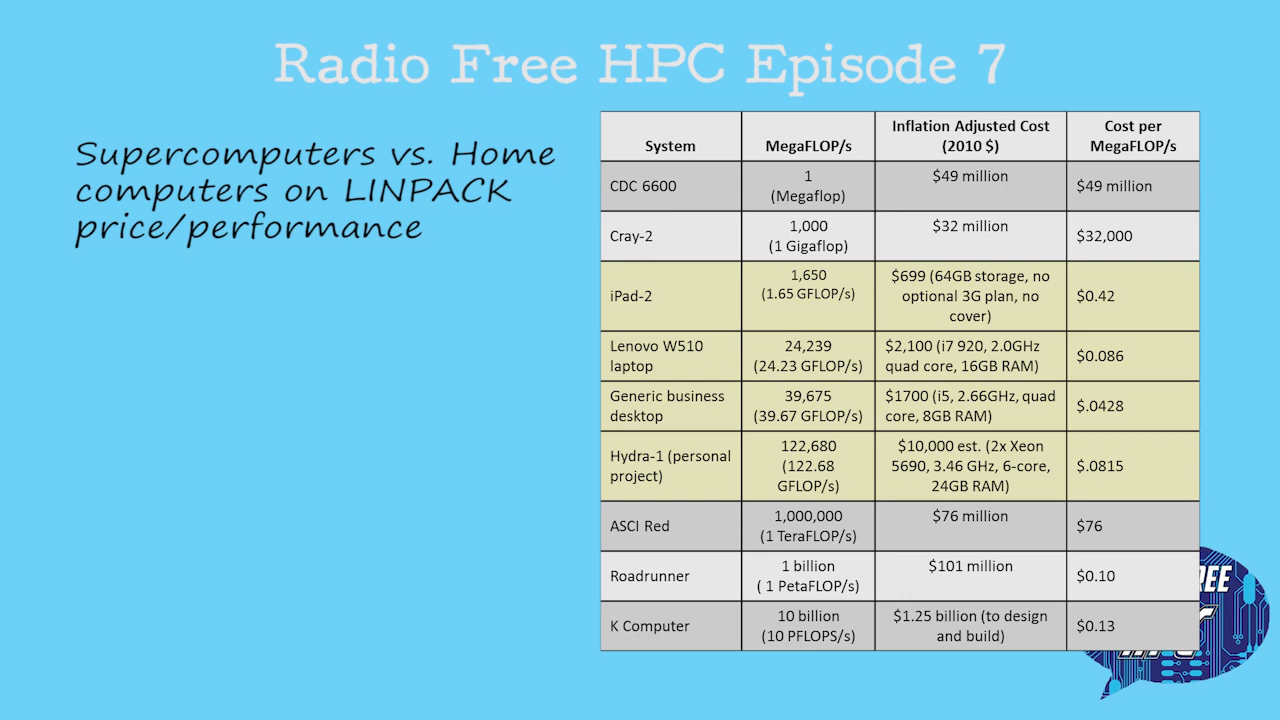 Radio Free HPC Episode 7
Supercomputers vs. Home
computers on LINPACK
price/performance
System
MegaFLOP/s
Inflation Adjusted Cost
(2010 $)
Cost per
MegaFLOP/s
CDC 6600
1
(Megaflop)
$49 million
$49 million
Cray-2
1,000
(1 Gigaflop)
$32 million
$32,000
iPad-2
1,650
(1.65 GFLOP/s)
$699 (64GB storage, no
optional 3G plan, no
cover)
$0.42
Lenovo W510
laptop
24,239
(24.23 GFLOP/s)
$2,100 (i7 920, 2.0GHz
quad core, 16GB RAM)
$0.086
Generic business
desktop
39,675
(39.67 GFLOP/s)
$1700 (i5, 2.66GHz, quad
core, 8GB RAM)
$.0428
Hydra-1 (personal
project)
122,680
(122.68
GFLOP/s)
$10,000 est. (2x Xeon
5690, 3.46 GHz, 6-core,
24GB RAM)
$.0815
ASCI Red
1,000,000
(1 TeraFLOP/s)
$76 million
$76
Roadrunner
1 billion
( 1 PetaFLOP/s)
$101 million
$0.10
K Computer
10 billion
(10 PFLOPS/s)
$1.25 billion (to design
and build)
$0.13